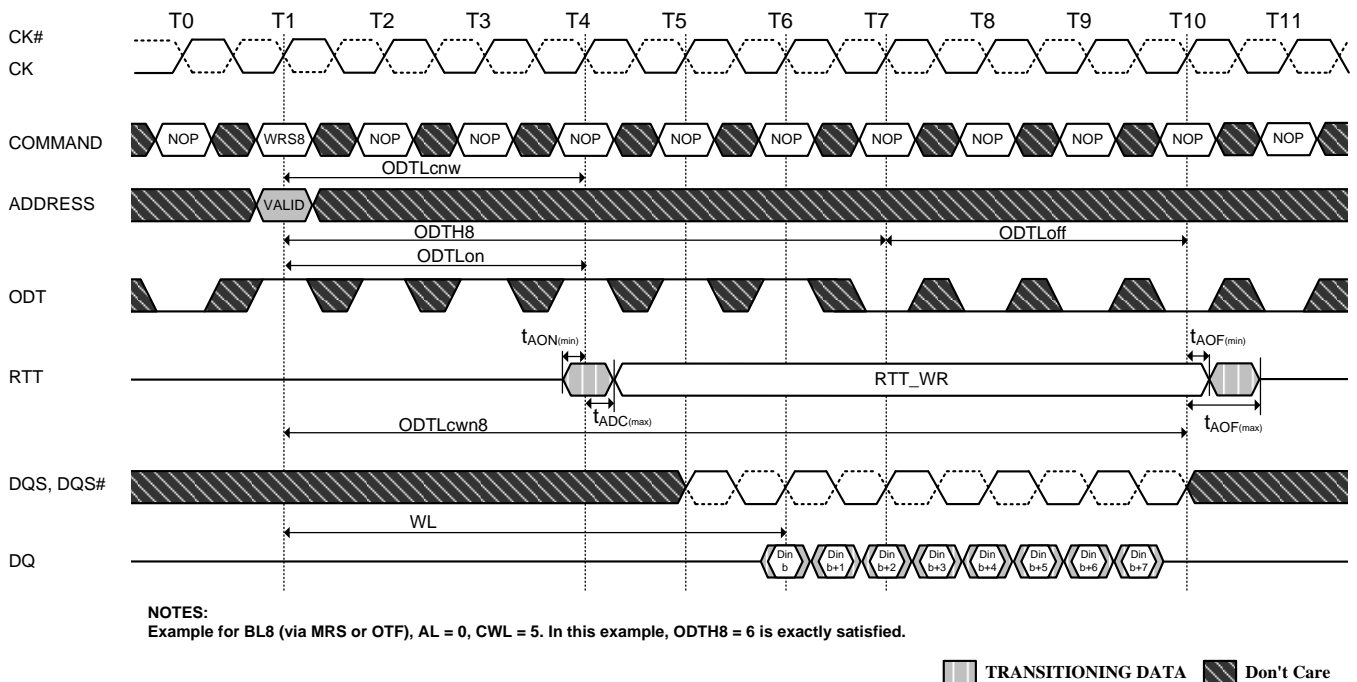 T0 T1 T2 T3 T4 T5 T6 T7 T8 T9 T10 T11
CK#
CK
COMMAND NOP WRS8 NOP NOP NOP NOP NOP NOP NOP NOP NOP NOP
ODTLcnw
ADDRESS VALID
ODTH8 ODTLoff
ODTLon
ODT
tAON(min) tAOF(min)
RTT RTT_WR
tADC(max) tAOF(max)
ODTLcwn8
DQS, DQS#
WL
DQ Din b Din b+1 Din b+2 Din b+3 Din b+4 Din b+5 Din b+6 Din b+7
NOTES:
Example for BL8 (via MRS or OTF), AL = 0, CWL = 5. In this example, ODTH8 = 6 is exactly satisfied.
TRANSITIONING DATA Don't Care